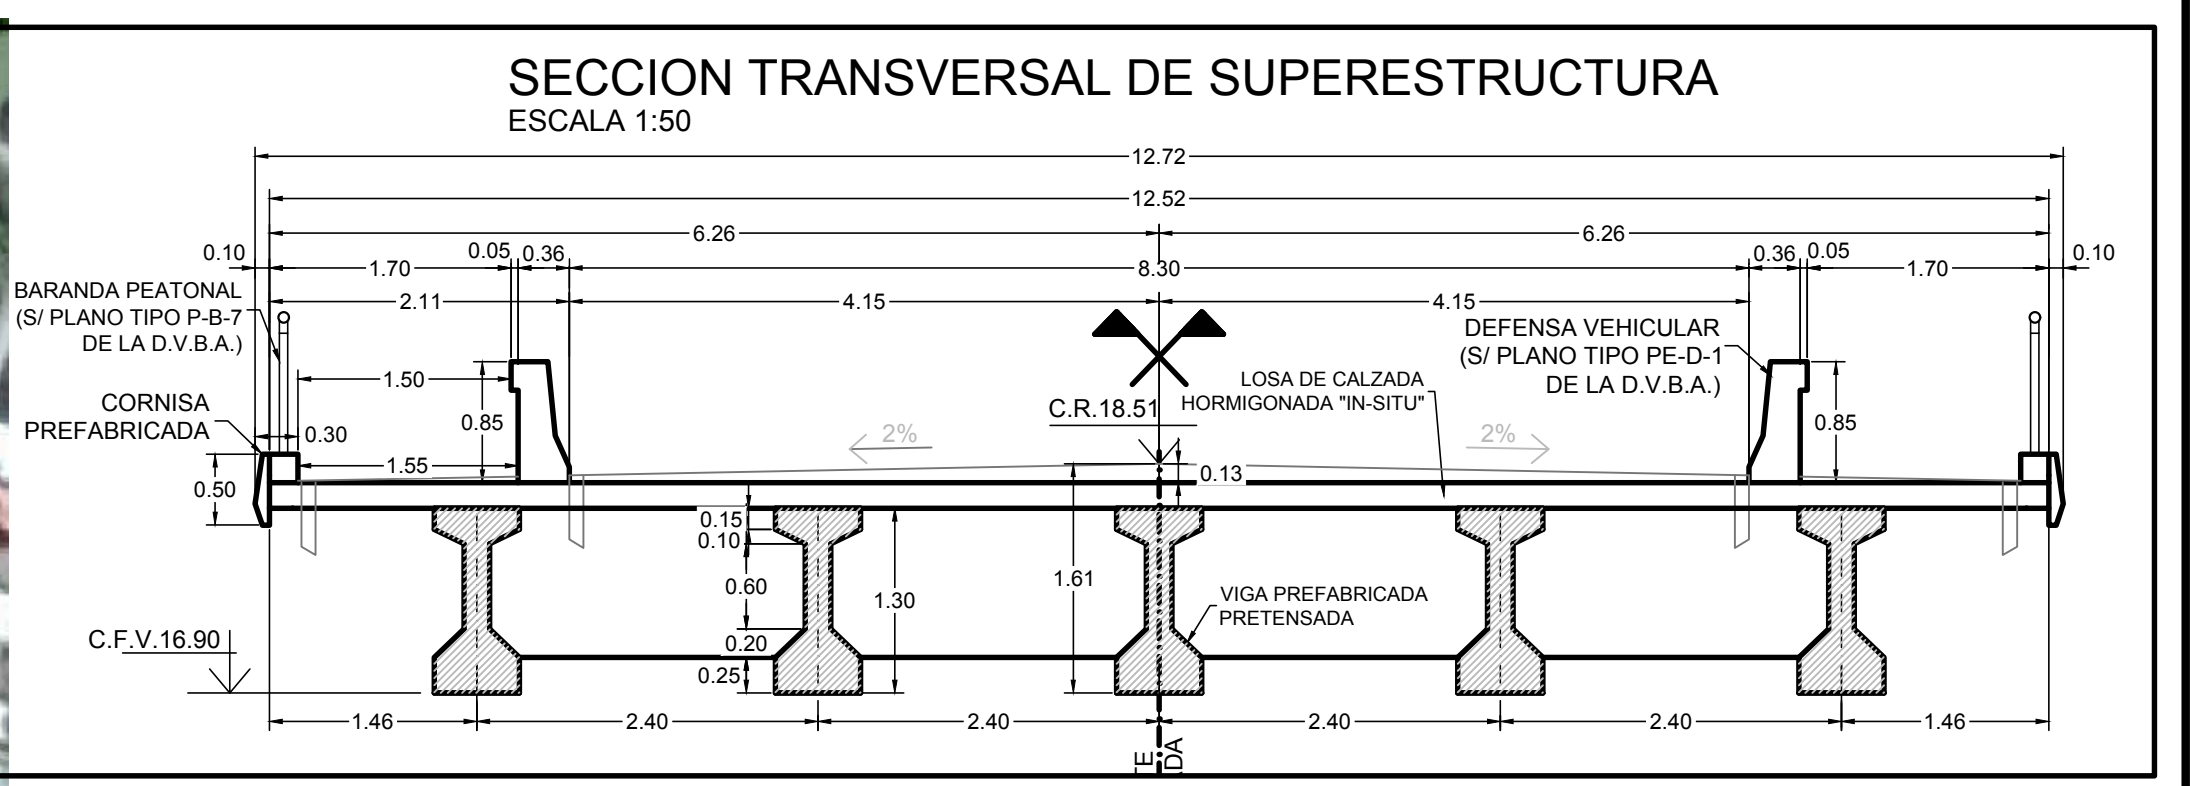 SECCION TRANSVERSAL DE SUPERESTRUCTURA
ESCALA 1:50
12.72
12.52
6.26
6.26
0.10
1.70
0.05
0.36
8.30
0.36
0.05
1.70
0.10
2.11
4.15
4.15
BARANDA PEATONAL
(S/ PLANO TIPO P-B-7
DE LA D.V.B.A.)
DEFENSA VEHICULAR
(S/ PLANO TIPO PE-D-1
DE LA D.V.B.A.)
1.50
LOSA DE CALZADA
HORMIGONADA "IN-SITU"
CORNISA
PREFABRICADA
0.30
0.85
C.R.18.51
0.85
2%
2%
1.55
0.13
0.50
0.15
0.10
0.60
1.30
1.61
VIGA PREFABRICADA
PRETENSADA
C.F.V.16.90
0.20
0.25
1.46
2.40
2.40
2.40
2.40
1.46
TE
ADA